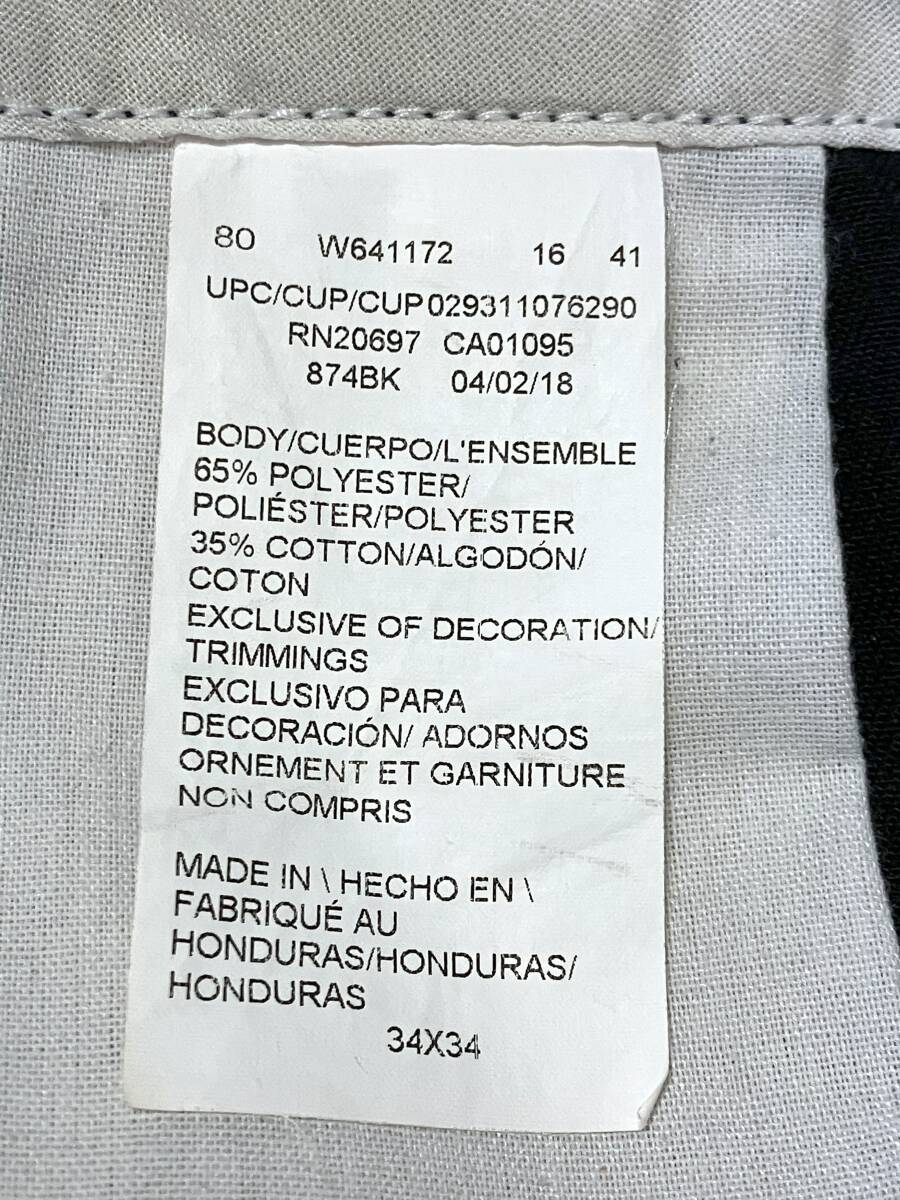 80 W641172 16 41
UPC/CUP/CUP029311076290
RN20697 CA01095
874BK 04/02/18
BODY/CUERPO/L'ENSEMBLE
65% POLYESTER/
POLIÉSTER/POLYESTER
35% COTTON/ALGODÓN/
COTON
EXCLUSIVE OF DECORATION/
TRIMMINGS
EXCLUSIVO PARA
DECORACIÓN/ ADORNOS
ORNEMENT ET GARNITURE
NON COMPRIS
MADE IN \ HECHO EN \
FABRIQUÉ AU
HONDURAS/HONDURAS/
HONDURAS
34X34